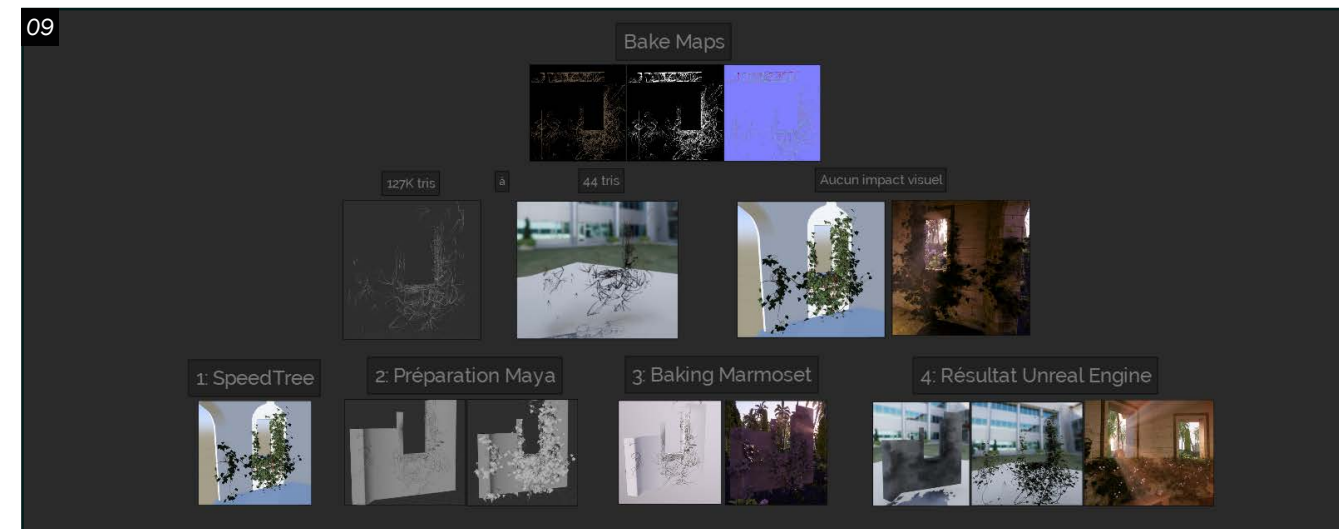 09
Bake Maps
127K tris
à
44 tris
Aucun impact visuel
1: SpeedTree
2: Préparation Maya
3: Baking Marmoset
4: Résultat Unreal Engine